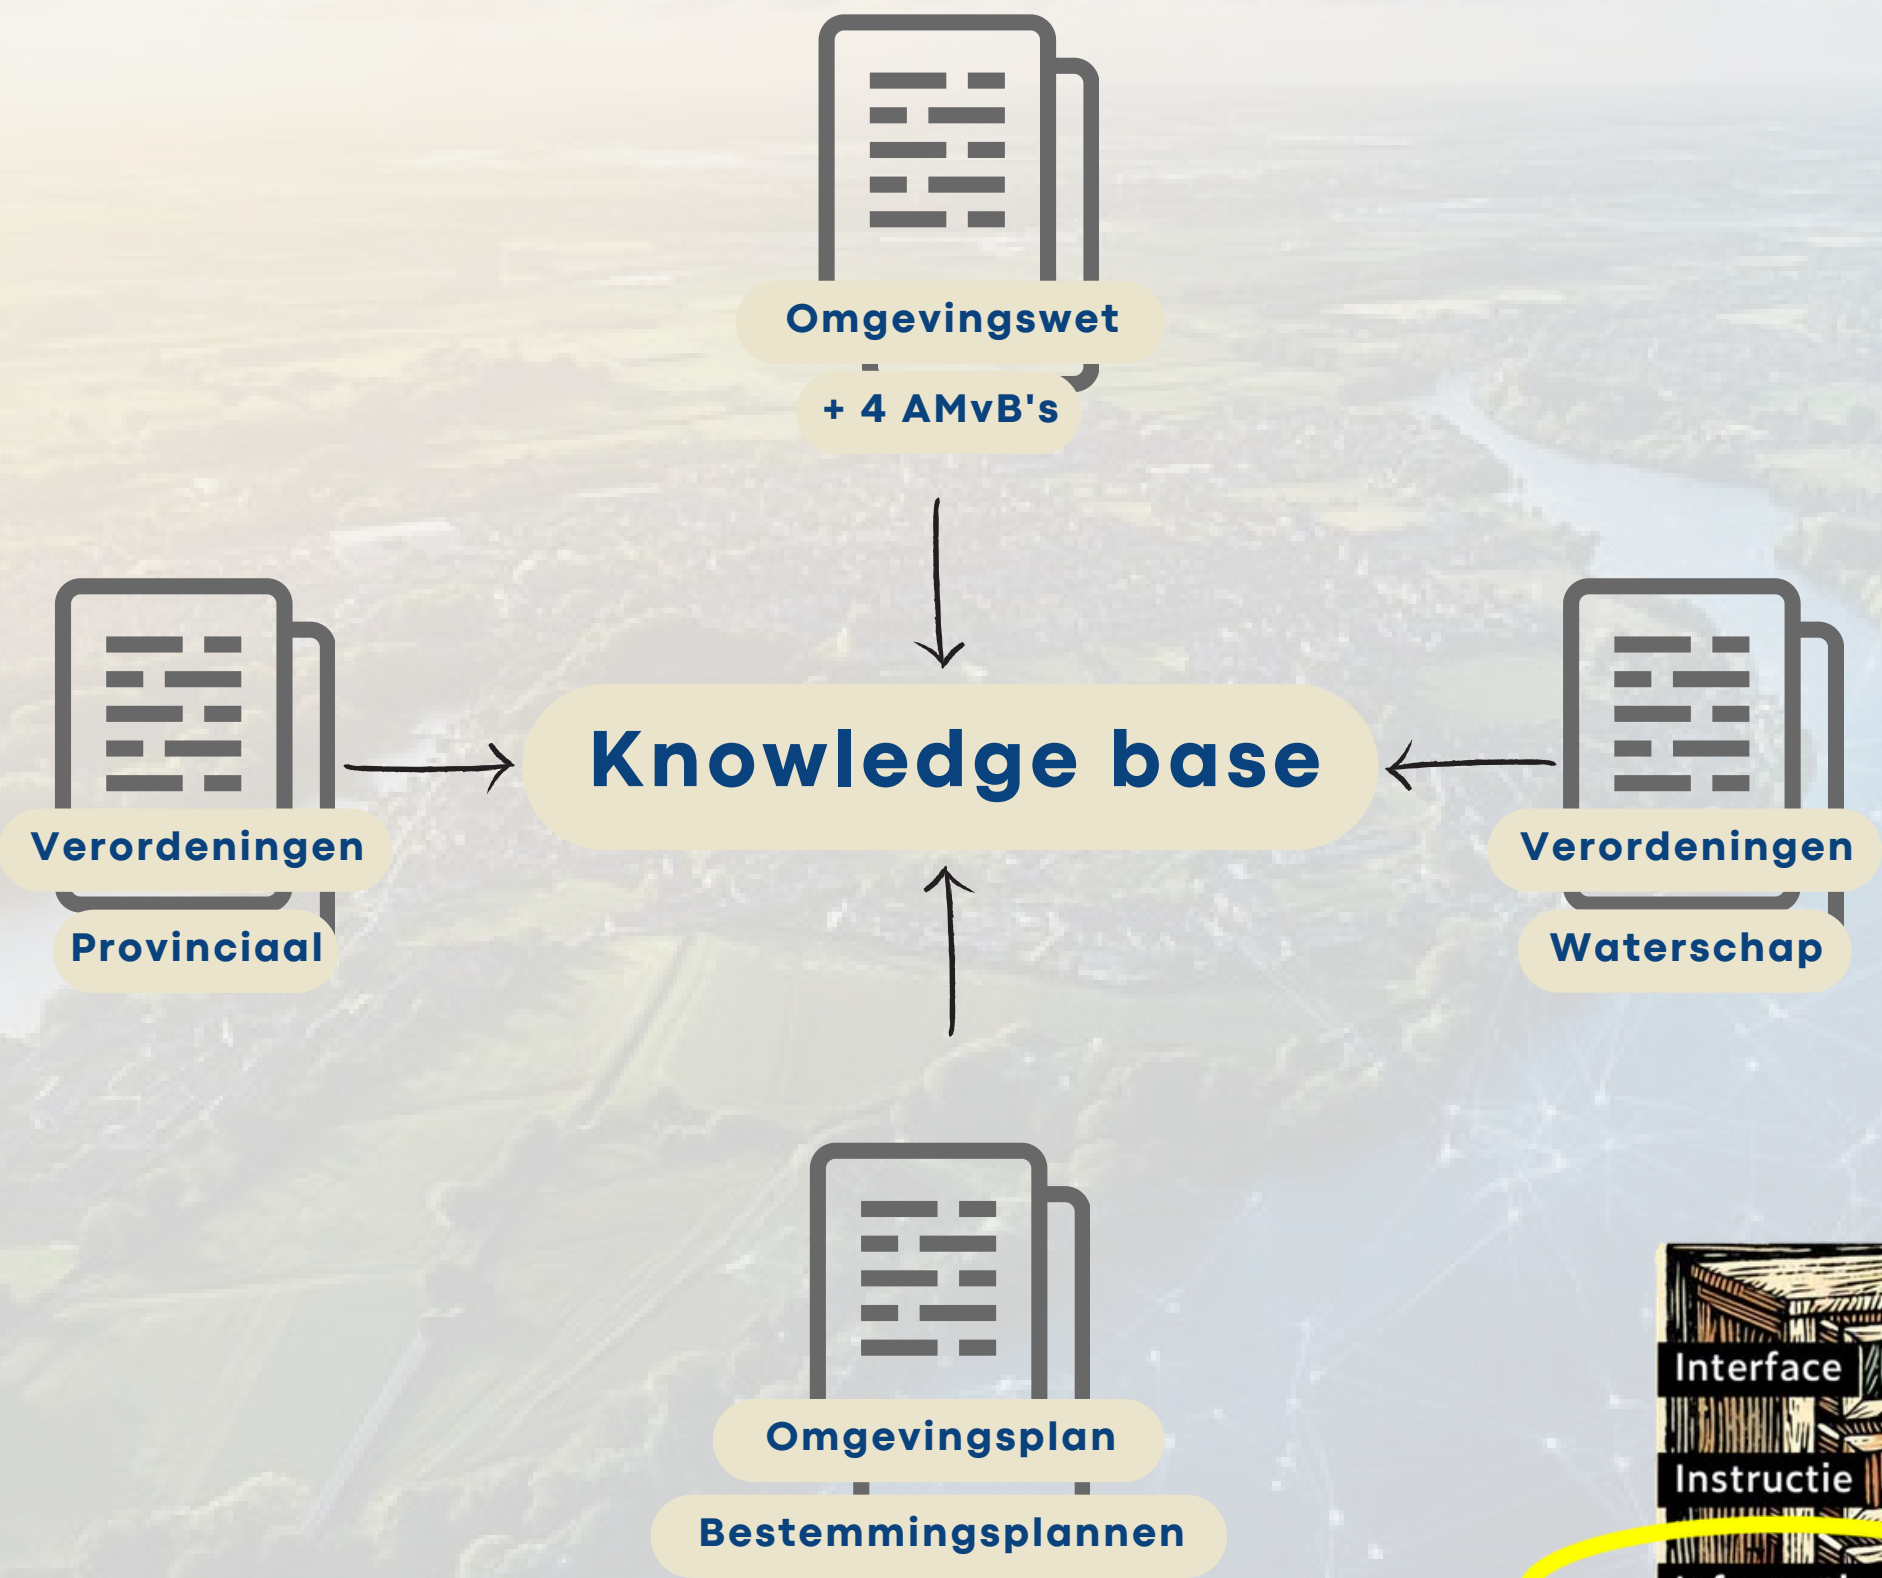 Omgevingswet
+ 4 AMvB's
Knowledge base
Verordeningen
Provinciaal
Verordeningen
Waterschap
Omgevingsplan
Bestemmingsplannen
Interface
Instructie